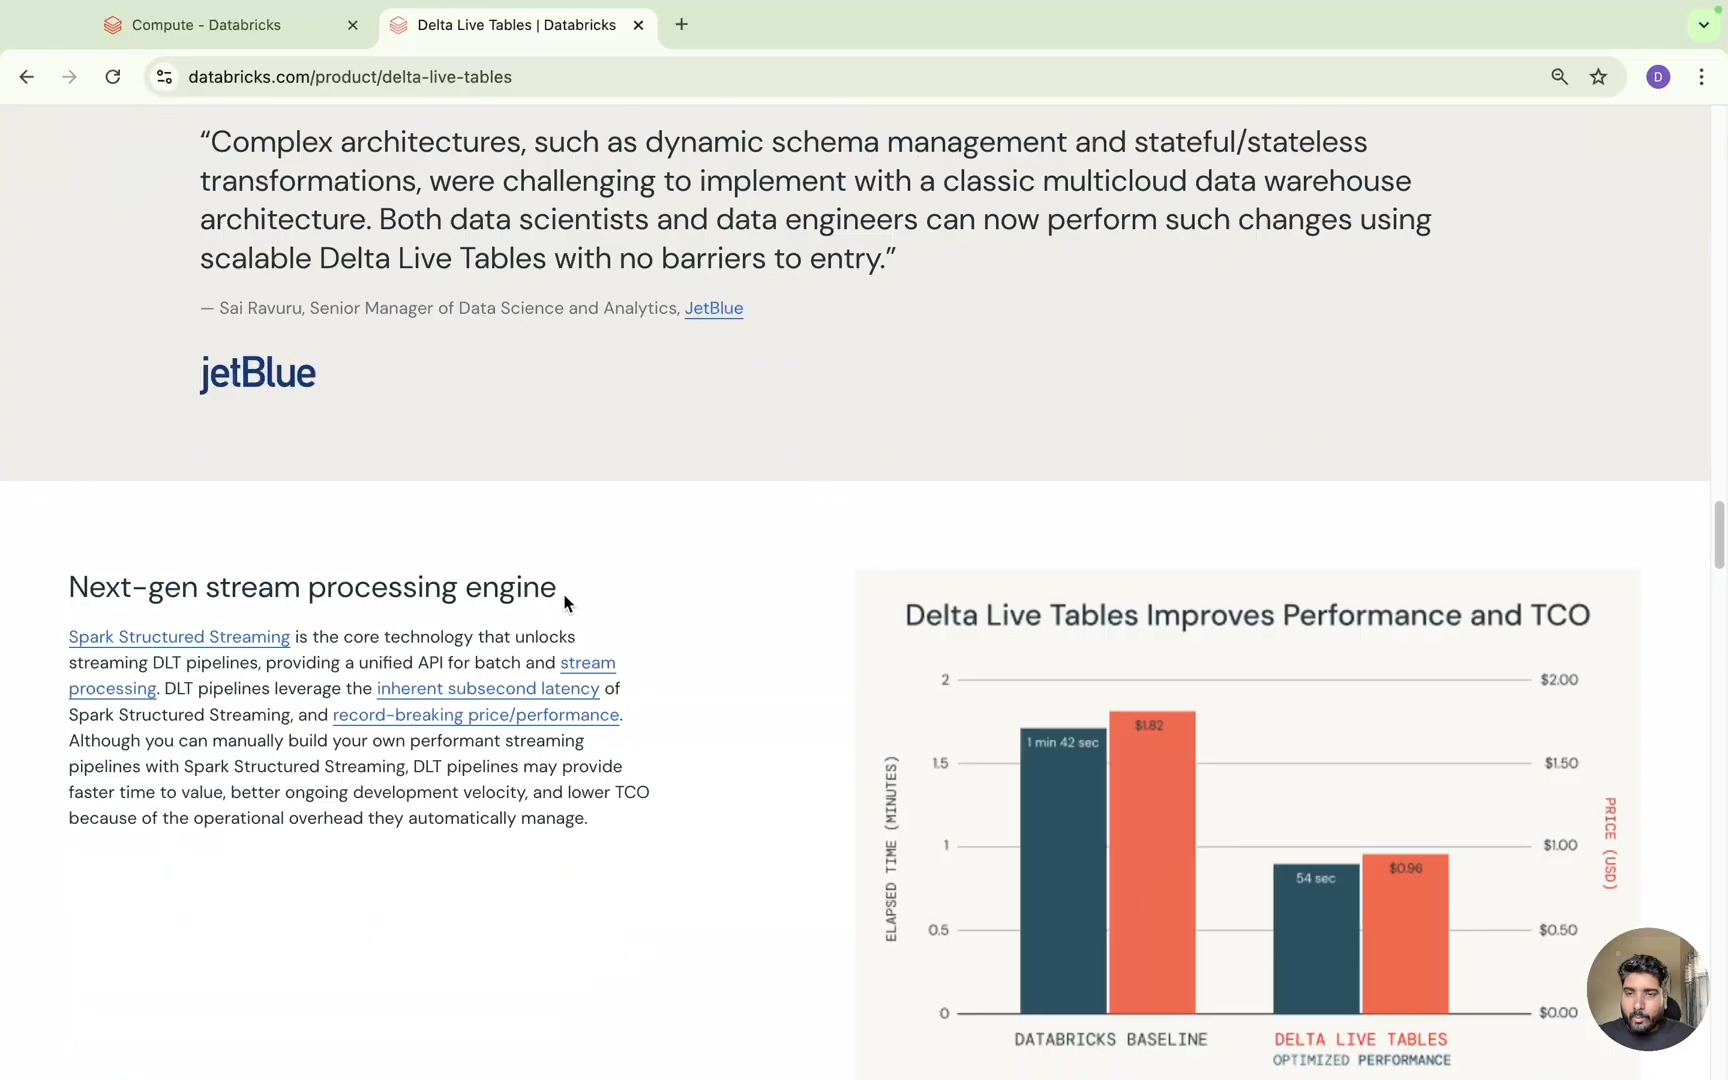 Compute - Databricks
Delta Live Tables | Databricks
databricks.com/product/delta-live-tables
D
“Complex architectures, such as dynamic schema management and stateful/stateless
transformations, were challenging to implement with a classic multicloud data warehouse
architecture. Both data scientists and data engineers can now perform such changes using
scalable Delta Live Tables with no barriers to entry.”
— Sai Ravuru, Senior Manager of Data Science and Analytics, JetBlue
jetBlue
Next-gen stream processing engine
Spark Structured Streaming is the core technology that unlocks
streaming DLT pipelines, providing a unified API for batch and stream
processing. DLT pipelines leverage the inherent subsecond latency of
Spark Structured Streaming, and record-breaking price/performance.
Although you can manually build your own performant streaming
pipelines with Spark Structured Streaming, DLT pipelines may provide
faster time to value, better ongoing development velocity, and lower TCO
because of the operational overhead they automatically manage.
Delta Live Tables Improves Performance and TCO
2
$2.00
1 min 42 sec
$1.82
1.5
$1.50
ELAPSED TIME (MINUTES)
PRICE (USD)
1
$1.00
54 sec
$0.96
0.5
$0.50
0
$0.00
DATABRICKS BASELINE
DELTA LIVE TABLES
OPTIMIZED PERFORMANCE